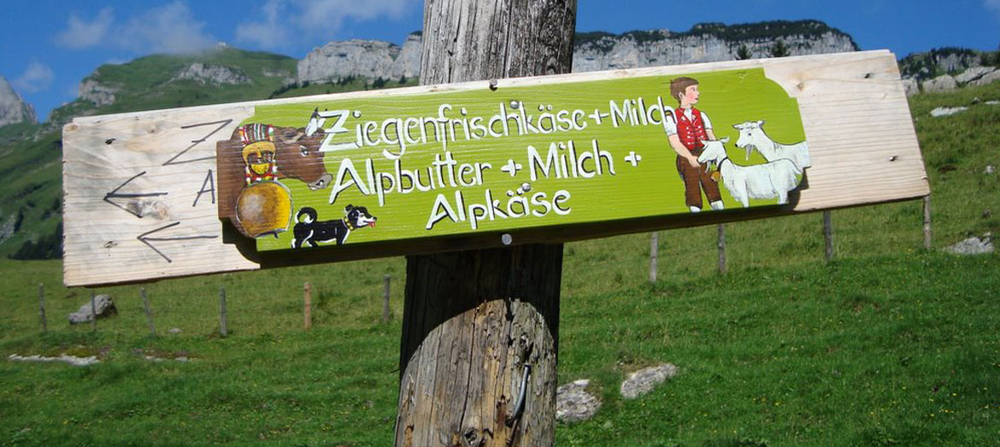 Ziegenfrischkäse + Milch
Alpbutter + Milch +
Alpkäse
Z
A